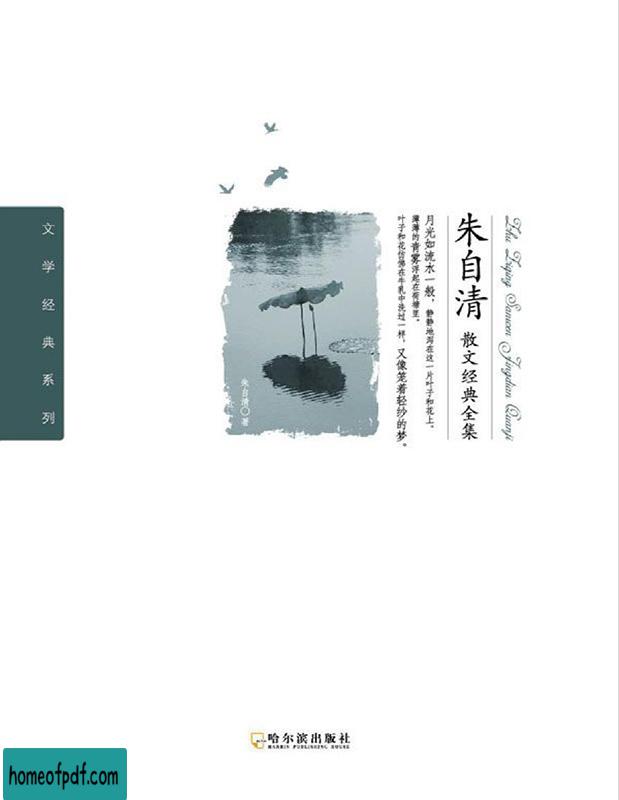 文学经典系列
Zhu Ziqing Sanwen Jingdian Quanji
朱自清
散文经典全集
月光如流水一般，静静地泻在这一片叶子和花上。
薄薄的青雾浮起在荷塘里。
叶子和花仿佛在牛乳中洗过一样，又像笼着轻纱的梦。
朱自清◎著
哈尔滨出版社
HARBIN PUBLISHING HOUSE
homeofpdf.com